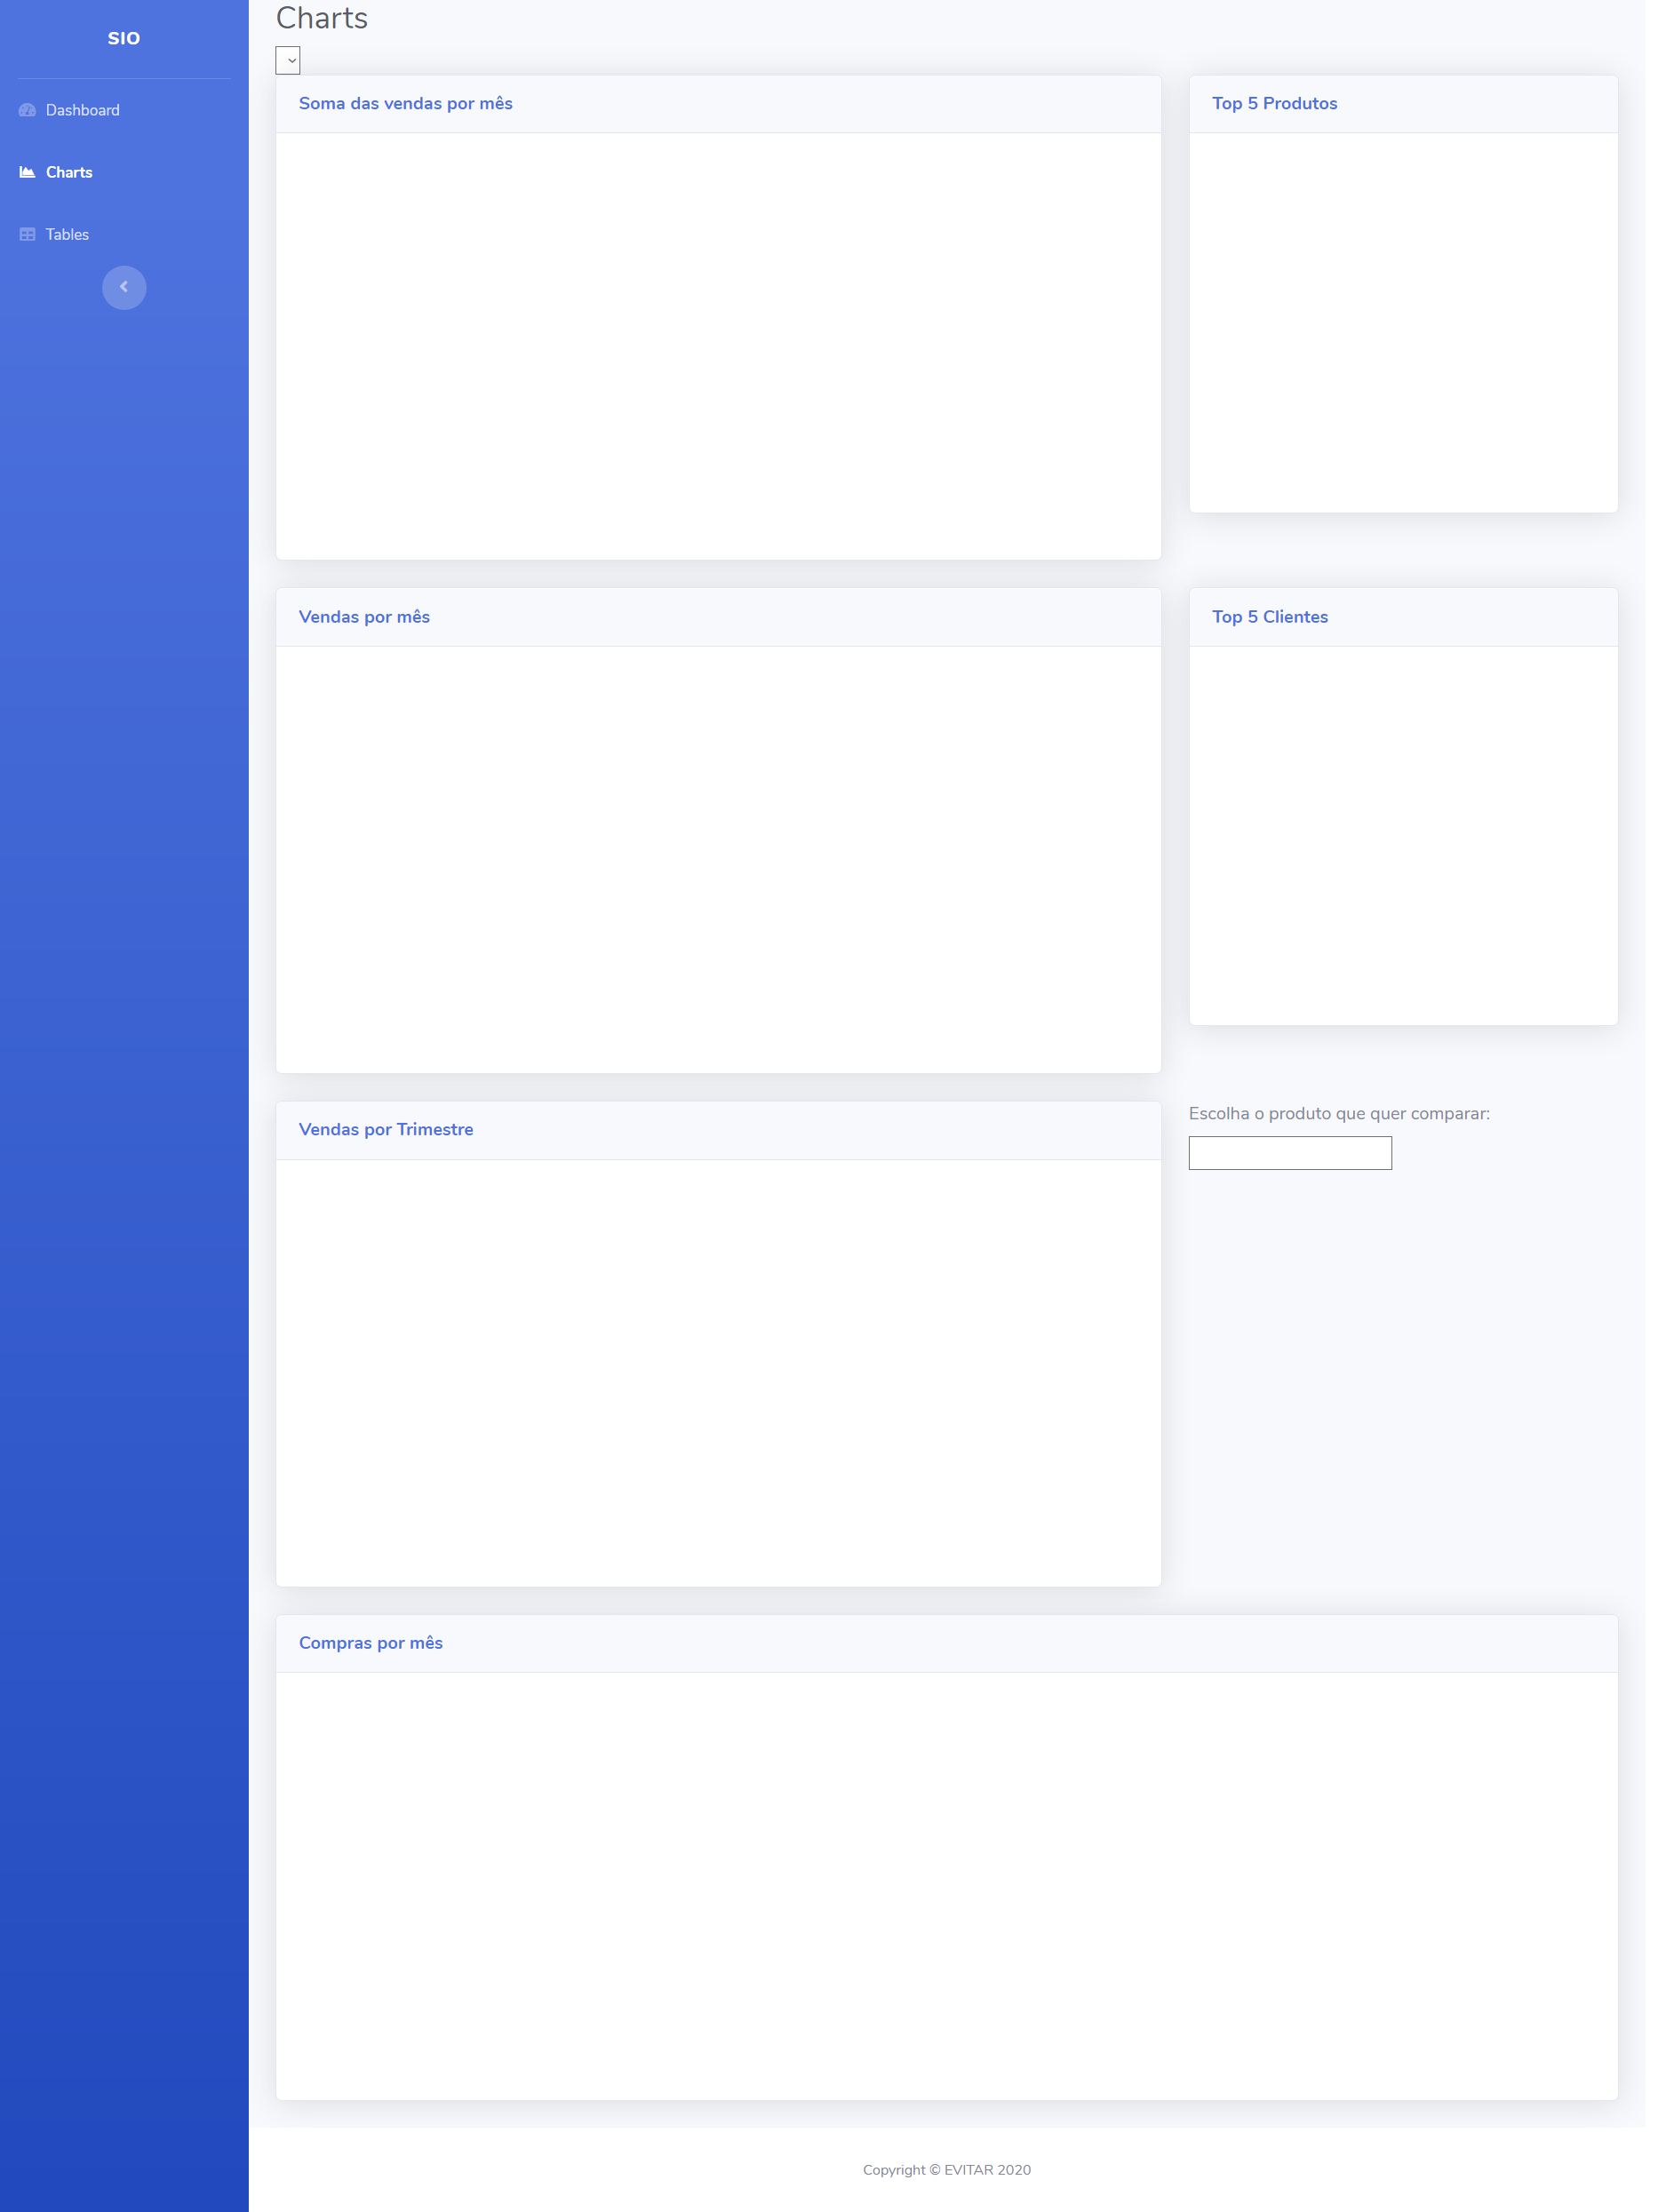 SIO
Dashboard
Charts
Tables
Charts
Soma das vendas por mês
Top 5 Produtos
Vendas por mês
Top 5 Clientes
Vendas por Trimestre
Escolha o produto que quer comparar:
Compras por mês
Copyright © EVITAR 2020